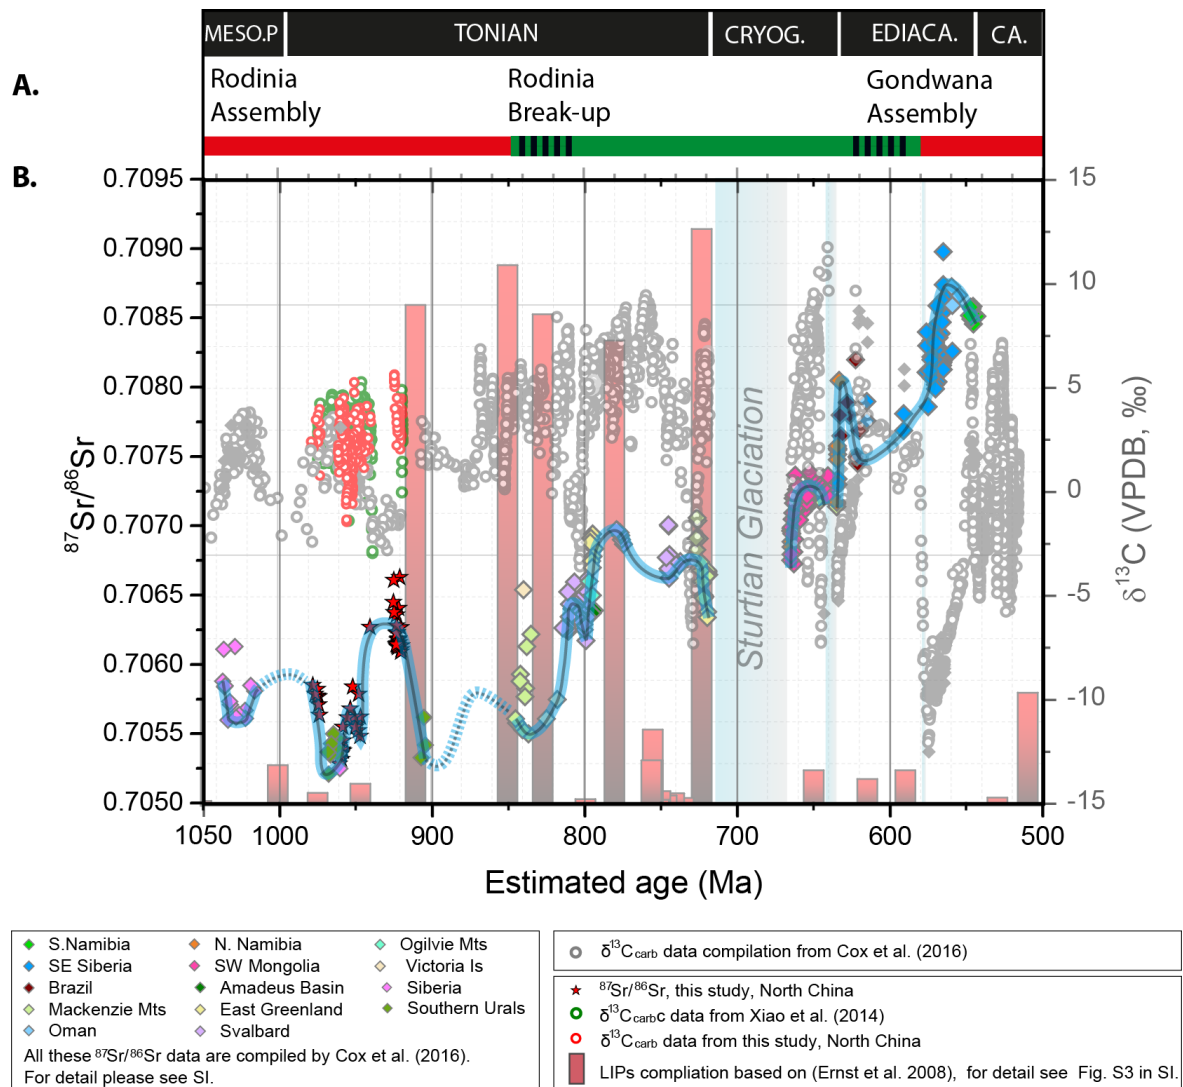 MESO.P TONIAN CRYOG. EDIACA. CA.
A.
Rodinia Assembly
Rodinia Break-up
Gondwana Assembly
B.
0.7095
0.7090
0.7085
0.7080
0.7075
0.7070
0.7065
0.7060
0.7055
0.7050
⁸⁷Sr/⁸⁶Sr
15
10
5
0
-5
-10
-15
δ¹³C (VPDB, ‰)
Sturtian Glaciation
1050 1000 900 800 700 600 500
Estimated age (Ma)
S.Namibia N. Namibia Ogilvie Mts
SE Siberia SW Mongolia Victoria Is
Brazil Amadeus Basin Siberia
Mackenzie Mts East Greenland Southern Urals
Oman Svalbard
All these ⁸⁷Sr/⁸⁶Sr data are compiled by Cox et al. (2016).
For detail please see SI.
δ¹³Ccarb data compilation from Cox et al. (2016)
⁸⁷Sr/⁸⁶Sr, this study, North China
δ¹³Ccarbc data from Xiao et al. (2014)
δ¹³Ccarb data from this study, North China
LIPs compliation based on (Ernst et al. 2008), for detail see Fig. S3 in SI.